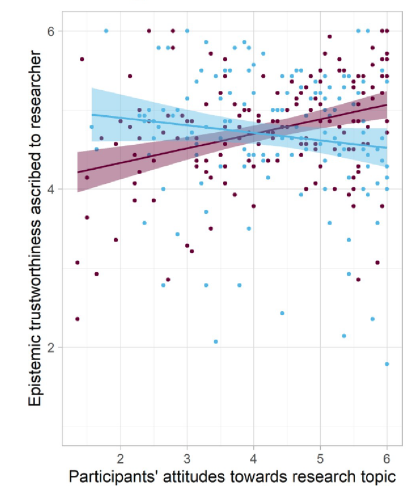 6
4
2
2 3 4 5 6
Participants' attitudes towards research topic
Epistemic trustworthiness ascribed to researcher